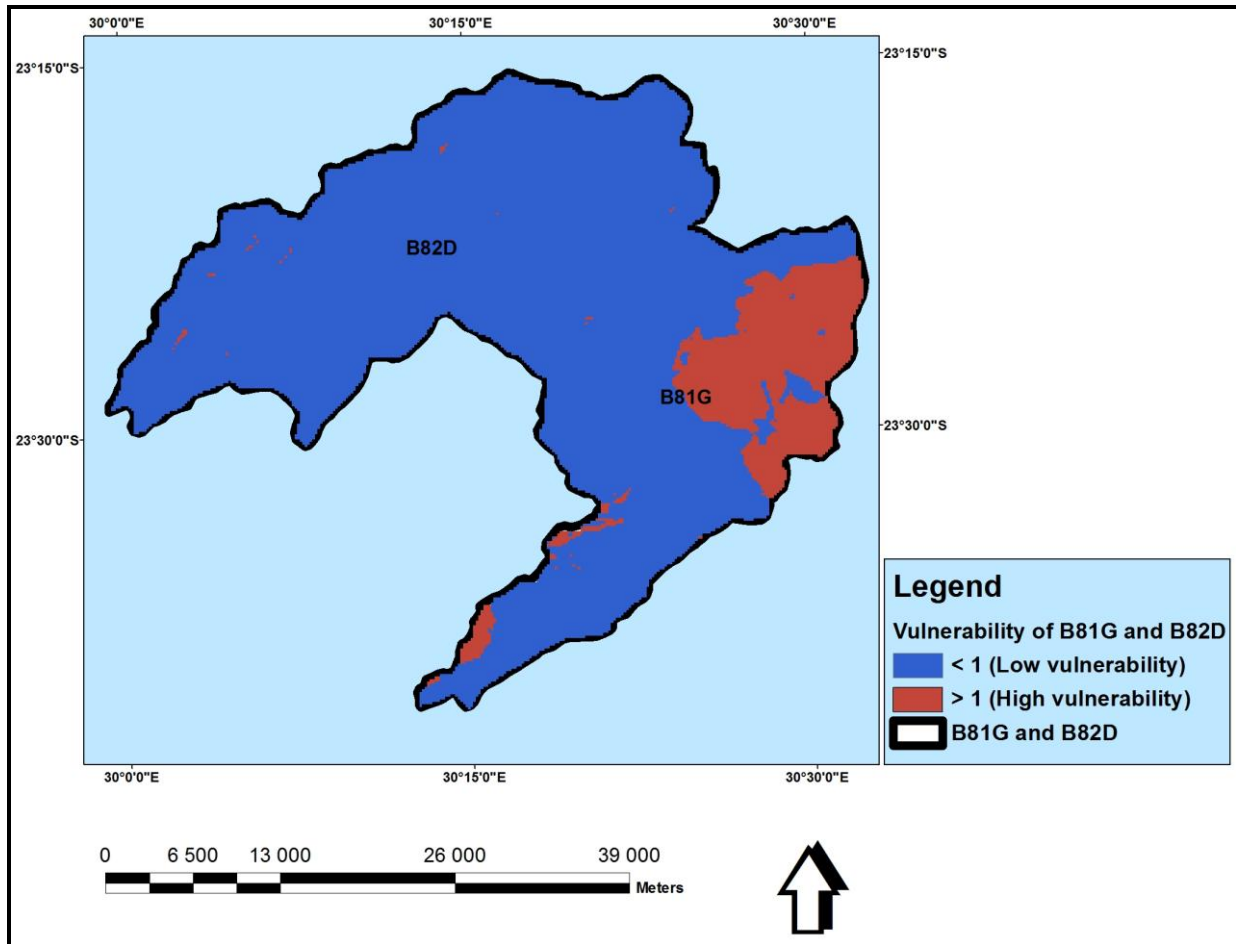 30°0'0"E 30°15'0"E 30°30'0"E
23°15'0"S 23°15'0"S
B82D
B81G
23°30'0"S 23°30'0"S
Legend
Vulnerability of B81G and B82D
< 1 (Low vulnerability)
> 1 (High vulnerability)
B81G and B82D
30°0'0"E 30°15'0"E 30°30'0"E
0 6 500 13 000 26 000 39 000
Meters